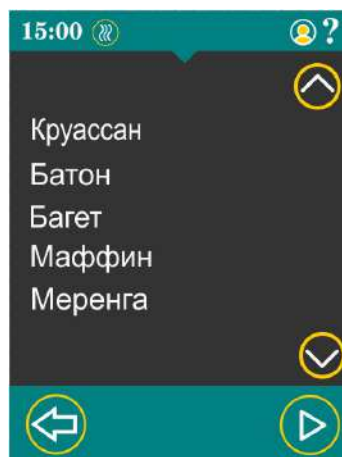 15:00 ?
Круассан
Батон
Багет
Маффин
Меренга